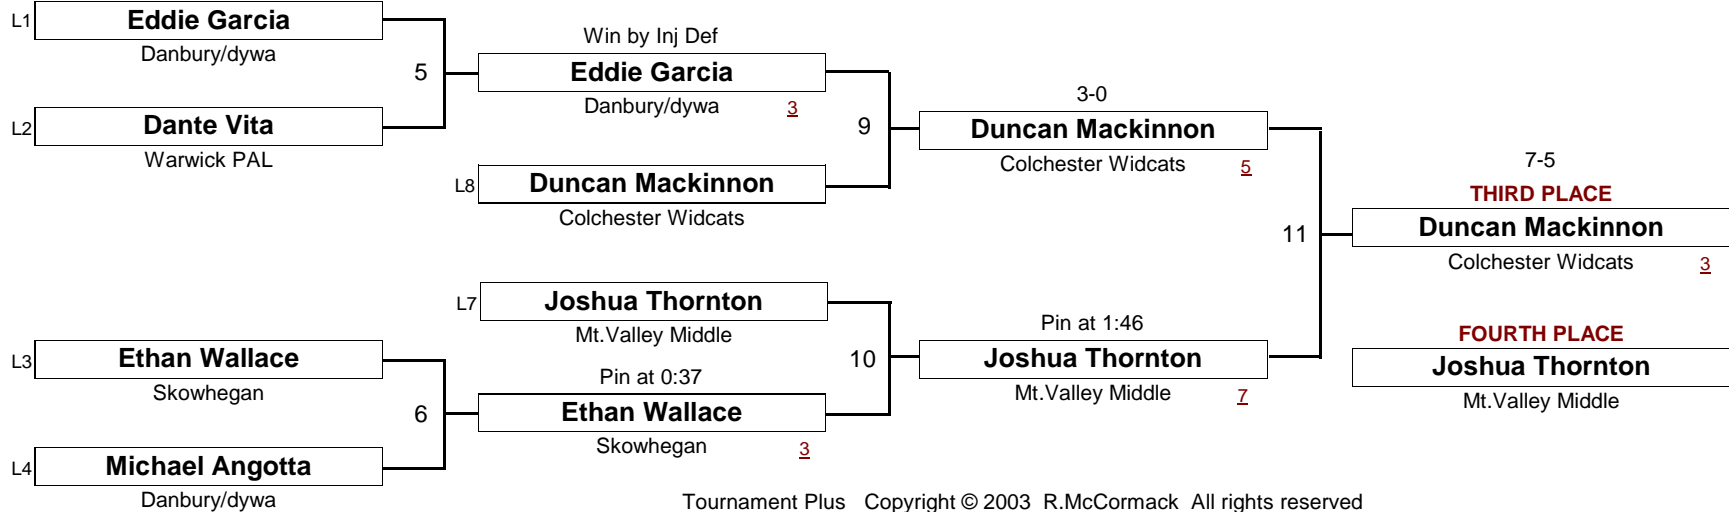 L1 Eddie Garcia
Danbury/dywa
5
L2 Dante Vita
Warwick PAL
Win by Inj Def
Eddie Garcia
Danbury/dywa 3
9
L8 Duncan Mackinnon
Colchester Widcats
3-0
Duncan Mackinnon
Colchester Widcats 5
L3 Ethan Wallace
Skowhegan
6
L4 Michael Angotta
Danbury/dywa
L7 Joshua Thornton
Mt.Valley Middle
10
Pin at 0:37
Ethan Wallace
Skowhegan 3
Pin at 1:46
Joshua Thornton
Mt.Valley Middle 7
11
7-5
THIRD PLACE
Duncan Mackinnon
Colchester Widcats 3
FOURTH PLACE
Joshua Thornton
Mt.Valley Middle
Tournament Plus Copyright © 2003 R.McCormack All rights reserved